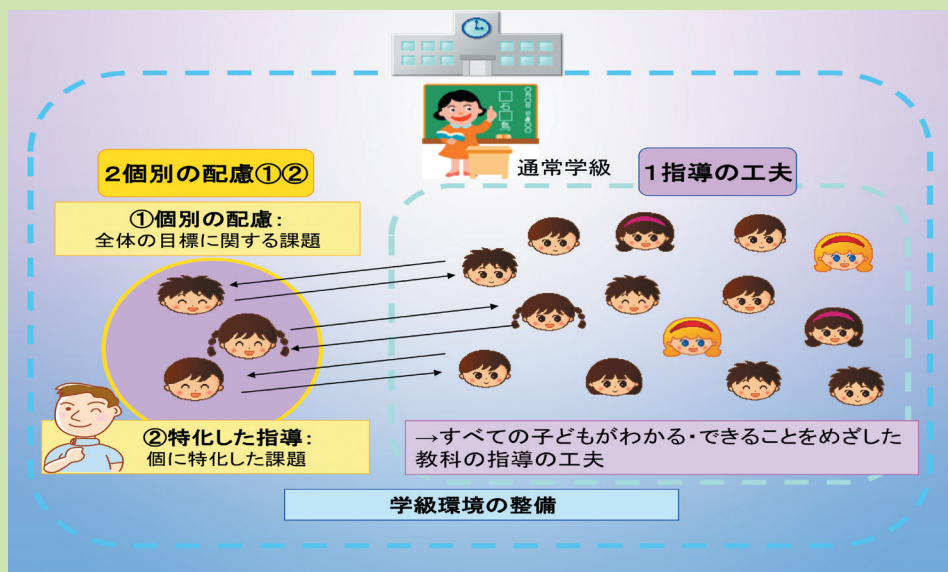 通常学級
2個別の配慮①②
①個別の配慮:
全体の目標に関する課題
②特化した指導:
個に特化した課題
1指導の工夫
→すべての子どもがわかる・できることをめざした
教科の指導の工夫
学級環境の整備